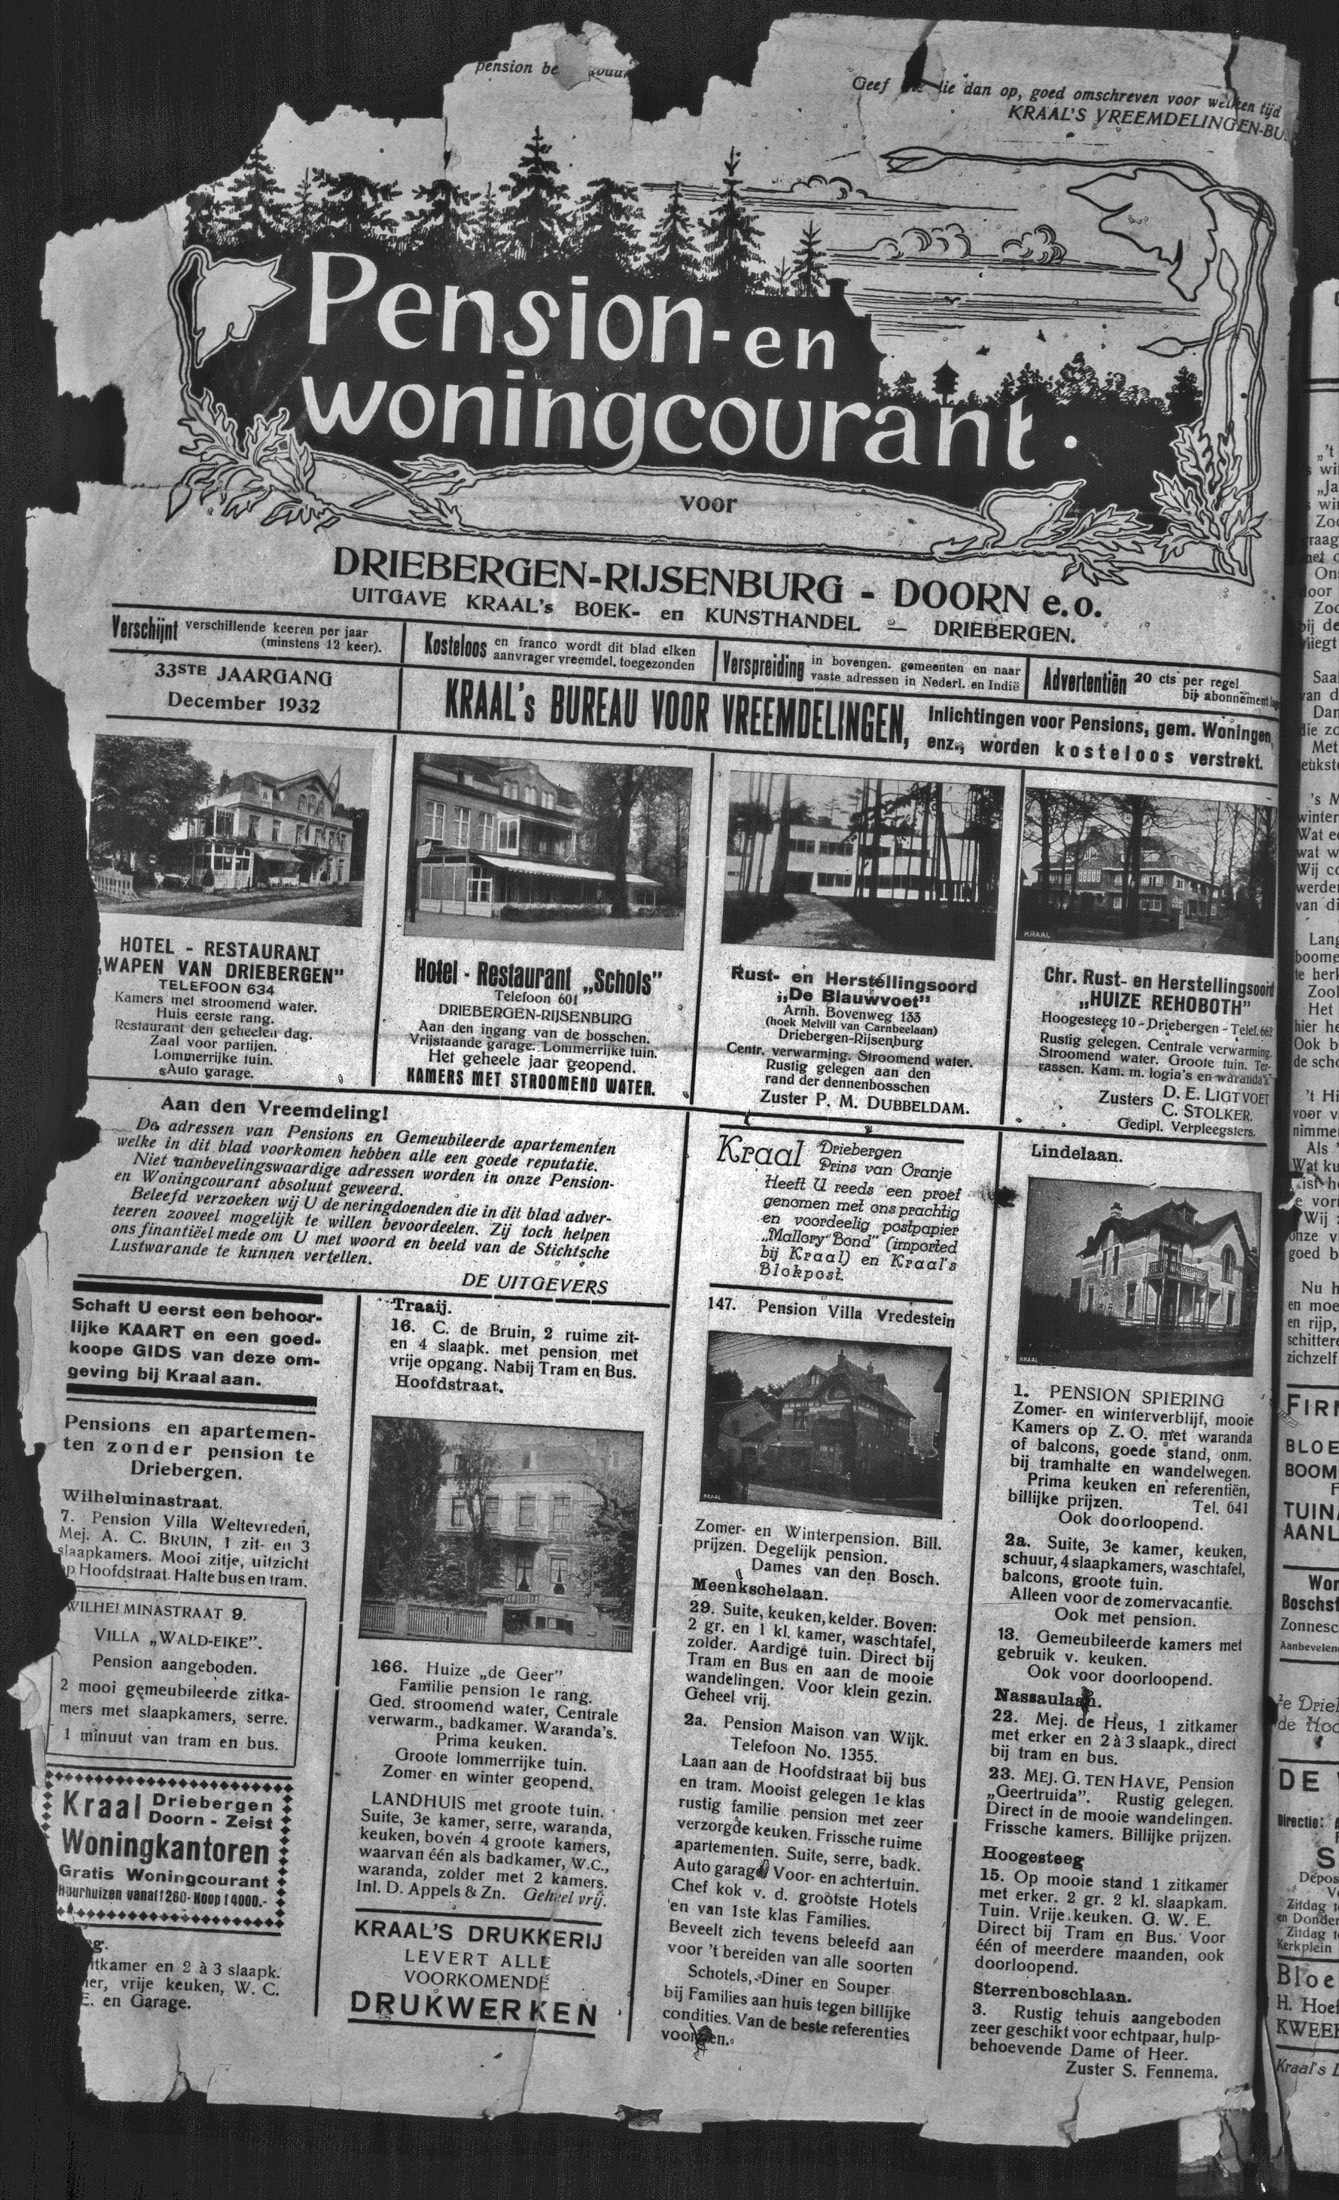 pension be
Geef die dan op, goed omschreven voor welken tijd
KRAAL'S VREEMDELINGEN-BU
Pension- en
woningcourant.
voor
DRIEBERGEN-RIJSENBURG - DOORN e.o.
UITGAVE KRAAL's BOEK- en KUNSTHANDEL — DRIEBERGEN.
Verschijnt verschillende keeren per jaar
(minstens 12 keer).
Kosteloos en franco wordt dit blad elken
aanvrager vreemdel. toegezonden
Verspreiding in bovengen. gemeenten en naar
vaste adressen in Nederl. en Indië
Advertentiën 20 cts per regel
bij abonnement
33STE JAARGANG
December 1932
KRAAL's BUREAU VOOR VREEMDELINGEN,
Inlichtingen voor Pensions, gem. Woningen,
enz., worden kosteloos verstrekt.
HOTEL - RESTAURANT
„WAPEN VAN DRIEBERGEN”
TELEFOON 634
Kamers met stroomend water.
Huis eerste rang.
Restaurant den geheelen dag.
Zaal voor partijen.
Lommerrijke tuin.
Auto garage.
Hotel - Restaurant „Schols”
Telefoon 601
DRIEBERGEN-RIJSENBURG
Aan den ingang van de bosschen.
Vrijstaande garage. Lommerrijke tuin.
Het geheele jaar geopend.
KAMERS MET STROOMEND WATER.
Rust- en Herstellingsoord
„De Blauwvoet”
Arnh. Bovenweg 133
(hoek Melvill van Carnbeelaan)
Driebergen-Rijsenburg
Centr. verwarming. Stroomend water.
Rustig gelegen aan den
rand der dennenbosschen
Zuster P. M. DUBBELDAM.
KRAAL
Chr. Rust- en Herstellingsoord
„HUIZE REHOBOTH”
Hoogesteeg 10 - Driebergen - Telef. 662
Rustig gelegen. Centrale verwarming.
Stroomend water. Groote tuin. Ter-
rassen. Kam. m. logia's en waranda's.
Zusters D. E. LIGTVOET
C. STOLKER.
Gedipl. Verpleegsters.
Aan den Vreemdeling!
De adressen van Pensions en Gemeubileerde apartementen
welke in dit blad voorkomen hebben alle een goede reputatie.
Niet aanbevelingswaardige adressen worden in onze Pension-
en Woningcourant absoluut geweerd.
Beleefd verzoeken wij U de neringdoenden die in dit blad adver-
teeren zooveel mogelijk te willen bevoordeelen. Zij toch helpen
ons finantiëel mede om U met woord en beeld van de Stichtsche
Lustwarande te kunnen vertellen.
DE UITGEVERS
Schaft U eerst een behoor-
lijke KAART en een goed-
koope GIDS van deze om-
geving bij Kraal aan.
Pensions en apartemen-
ten zonder pension te
Driebergen.
Wilhelminastraat.
7. Pension Villa Weltevreden,
Mej. A. C. BRUIN, 1 zit- en 3
slaapkamers. Mooi zitje, uitzicht
op Hoofdstraat. Halte bus en tram.
WILHELMINASTRAAT 9.
VILLA „WALD-EIKE”.
Pension aangeboden.
2 mooi gemeubileerde zitka-
mers met slaapkamers, serre.
1 minuut van tram en bus.
Kraal Driebergen
Doorn - Zeist
Woningkantoren
Gratis Woningcourant
Huurhuizen vanaf f 260 - Koop f 4000.-
itkamer en 2 à 3 slaapk.
vrije keuken, W. C.
E. en Garage.
Traaij.
16. C. de Bruin, 2 ruime zit-
en 4 slaapk. met pension met
vrije opgang. Nabij Tram en Bus.
Hoofdstraat.
166. Huize „de Geer”
Familie pension 1e rang.
Ged. stroomend water, Centrale
verwarm., badkamer. Waranda's.
Prima keuken.
Groote lommerrijke tuin.
Zomer en winter geopend.
LANDHUIS met groote tuin.
Suite, 3e kamer, serre, waranda,
keuken, boven 4 groote kamers,
waarvan één als badkamer, W.C.,
waranda, zolder met 2 kamers.
Inl. D. Appels & Zn. Geheel vrij.
KRAAL'S DRUKKERIJ
LEVERT ALLE
VOORKOMENDE
DRUKWERKEN
Kraal Driebergen
Prins van Oranje
Heeft U reeds een proef
genomen met ons prachtig
en voordeelig postpapier
„Mallory Bond” (imported
bij Kraal) en Kraal's
Blokpost.
147. Pension Villa Vredestein
KRAAL
Zomer- en Winterpension. Bill.
prijzen. Degelijk pension.
Dames van den Bosch.
Meenkschelaan.
29. Suite, keuken, kelder. Boven:
2 gr. en 1 kl. kamer, waschtafel,
zolder. Aardige tuin. Direct bij
Tram en Bus en aan de mooie
wandelingen. Voor klein gezin.
Geheel vrij.
2a. Pension Maison van Wijk.
Telefoon No. 1355.
Laan aan de Hoofdstraat bij bus
en tram. Mooist gelegen 1e klas
rustig familie pension met zeer
verzorgde keuken. Frissche ruime
apartementen. Suite, serre, badk.
Auto garage Voor- en achtertuin.
Chef kok v. d. grootste Hotels
en van 1ste klas Families.
Beveelt zich tevens beleefd aan
voor 't bereiden van alle soorten
Schotels, Diner en Souper
bij Families aan huis tegen billijke
condities. Van de beste referenties
Lindelaan.
KRAAL
1. PENSION SPIERING
Zomer- en winterverblijf, mooie
Kamers op Z. O. met waranda
of balcons, goede stand, onm.
bij tramhalte en wandelwegen.
Prima keuken en referentiën,
billijke prijzen. Tel. 641
Ook doorloopend.
2a. Suite, 3e kamer, keuken,
schuur, 4 slaapkamers, waschtafel,
balcons, groote tuin.
Alleen voor de zomervacantie.
Ook met pension.
13. Gemeubileerde kamers met
gebruik v. keuken.
Ook voor doorloopend.
Nassaulaan.
22. Mej. de Heus, 1 zitkamer
met erker en 2 à 3 slaapk., direct
bij tram en bus.
23. MEJ. G. TEN HAVE, Pension
„Geertruida”. Rustig gelegen.
Direct in de mooie wandelingen.
Frissche kamers. Billijke prijzen.
Hoogesteeg
15. Op mooie stand 1 zitkamer
met erker. 2 gr. 2 kl. slaapkam.
Tuin. Vrije keuken. G. W. E.
Direct bij Tram en Bus. Voor
één of meerdere maanden, ook
doorloopend.
Sterrenboschlaan.
3. Rustig tehuis aangeboden
zeer geschikt voor echtpaar, hulp-
behoevende Dame of Heer.
Zuster S. Fennema.